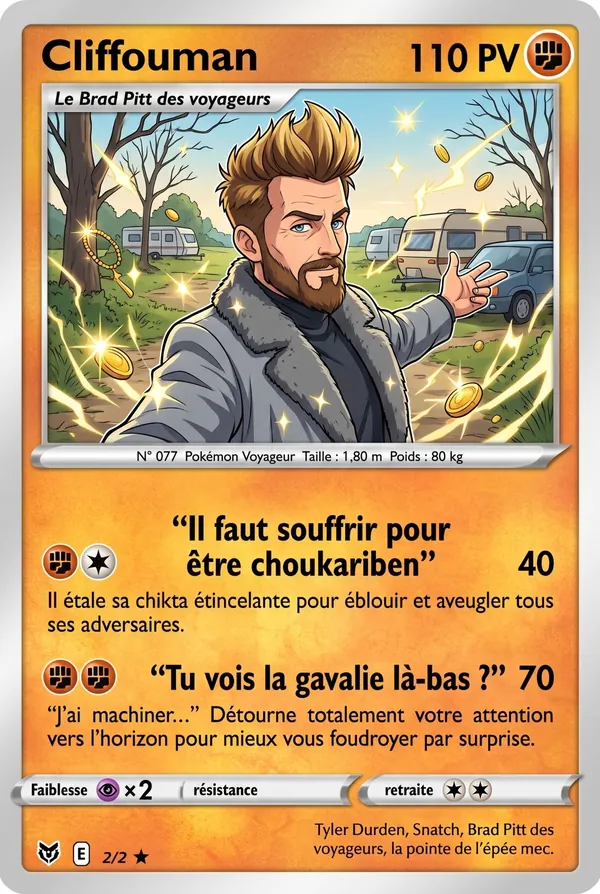 Cliffouman
110 PV
Le Brad Pitt des voyageurs
N° 077 Pokémon Voyageur Taille : 1,80 m Poids : 80 kg
“Il faut souffrir pour
être choukariben” 40
Il étale sa chikta étincelante pour éblouir et aveugler tous
ses adversaires.
“Tu vois la gavalie là-bas ?” 70
“J’ai machiner...” Détourne totalement votre attention
vers l’horizon pour mieux vous foudroyer par surprise.
Faiblesse ×2 résistance retraite
Tyler Durden, Snatch, Brad Pitt des
voyageurs, la pointe de l’épée mec.
E 2/2 ★